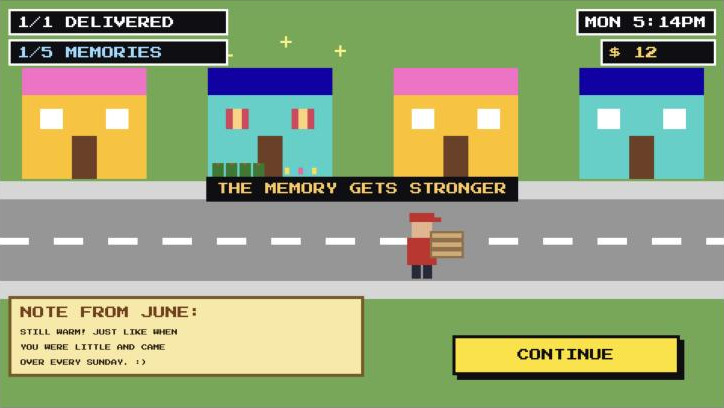 1/1 DELIVERED
MON 5:14PM
1/5 MEMORIES
$ 12
THE MEMORY GETS STRONGER
NOTE FROM JUNE:
STILL WARM! JUST LIKE WHEN
YOU WERE LITTLE AND CAME
OVER EVERY SUNDAY. :)
CONTINUE